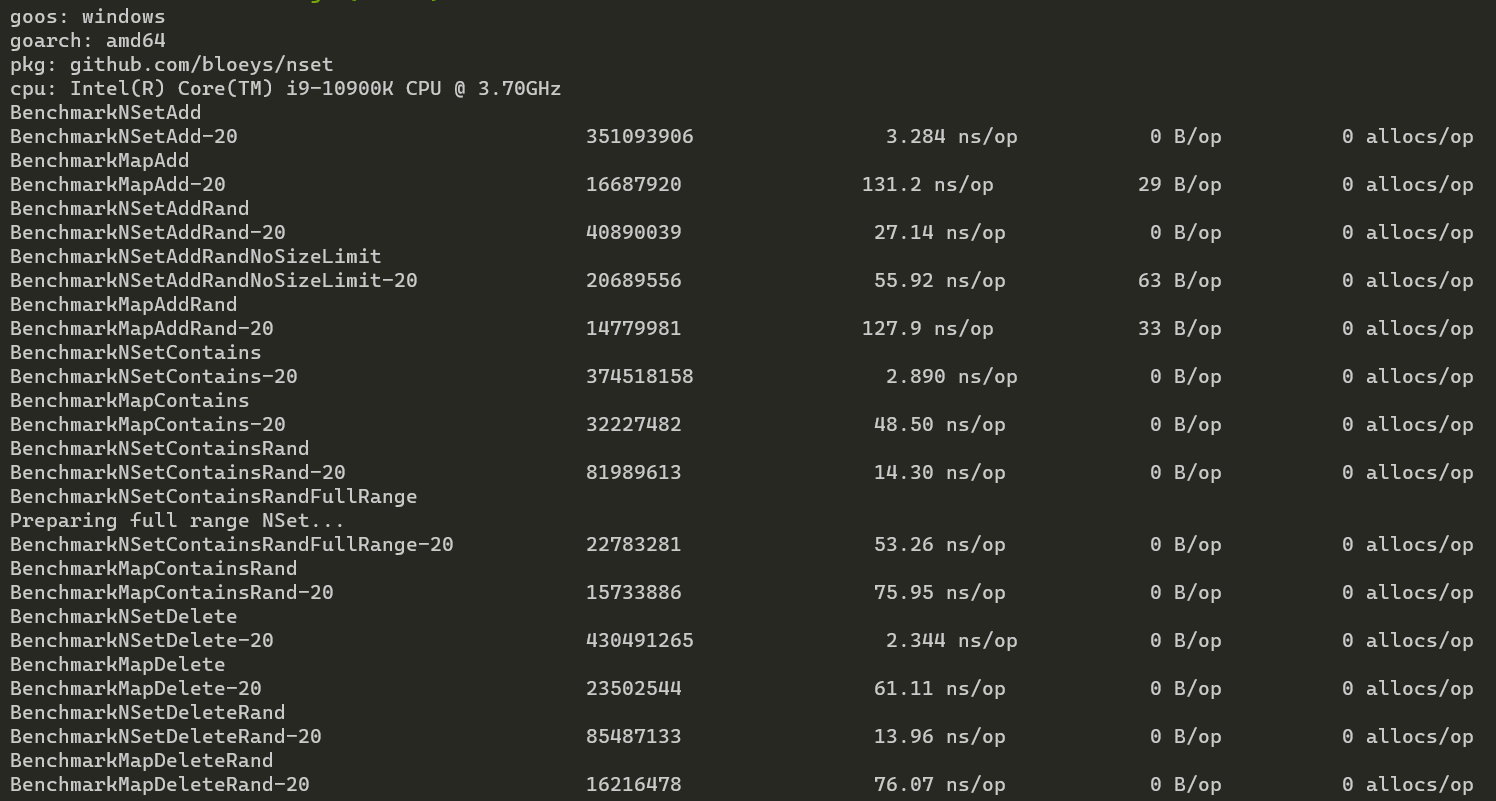 goos: windows
goarch: amd64
pkg: github.com/bloeys/nset
cpu: Intel(R) Core(TM) i9-10900K CPU @ 3.70GHz
BenchmarkNSetAdd
BenchmarkNSetAdd-20 351093906 3.284 ns/op 0 B/op 0 allocs/op
BenchmarkMapAdd
BenchmarkMapAdd-20 16687920 131.2 ns/op 29 B/op 0 allocs/op
BenchmarkNSetAddRand
BenchmarkNSetAddRand-20 40890039 27.14 ns/op 0 B/op 0 allocs/op
BenchmarkNSetAddRandNoSizeLimit
BenchmarkNSetAddRandNoSizeLimit-20 20689556 55.92 ns/op 63 B/op 0 allocs/op
BenchmarkMapAddRand
BenchmarkMapAddRand-20 14779981 127.9 ns/op 33 B/op 0 allocs/op
BenchmarkNSetContains
BenchmarkNSetContains-20 374518158 2.890 ns/op 0 B/op 0 allocs/op
BenchmarkMapContains
BenchmarkMapContains-20 32227482 48.50 ns/op 0 B/op 0 allocs/op
BenchmarkNSetContainsRand
BenchmarkNSetContainsRand-20 81989613 14.30 ns/op 0 B/op 0 allocs/op
BenchmarkNSetContainsRandFullRange
Preparing full range NSet...
BenchmarkNSetContainsRandFullRange-20 22783281 53.26 ns/op 0 B/op 0 allocs/op
BenchmarkMapContainsRand
BenchmarkMapContainsRand-20 15733886 75.95 ns/op 0 B/op 0 allocs/op
BenchmarkNSetDelete
BenchmarkNSetDelete-20 430491265 2.344 ns/op 0 B/op 0 allocs/op
BenchmarkMapDelete
BenchmarkMapDelete-20 23502544 61.11 ns/op 0 B/op 0 allocs/op
BenchmarkNSetDeleteRand
BenchmarkNSetDeleteRand-20 85487133 13.96 ns/op 0 B/op 0 allocs/op
BenchmarkMapDeleteRand
BenchmarkMapDeleteRand-20 16216478 76.07 ns/op 0 B/op 0 allocs/op